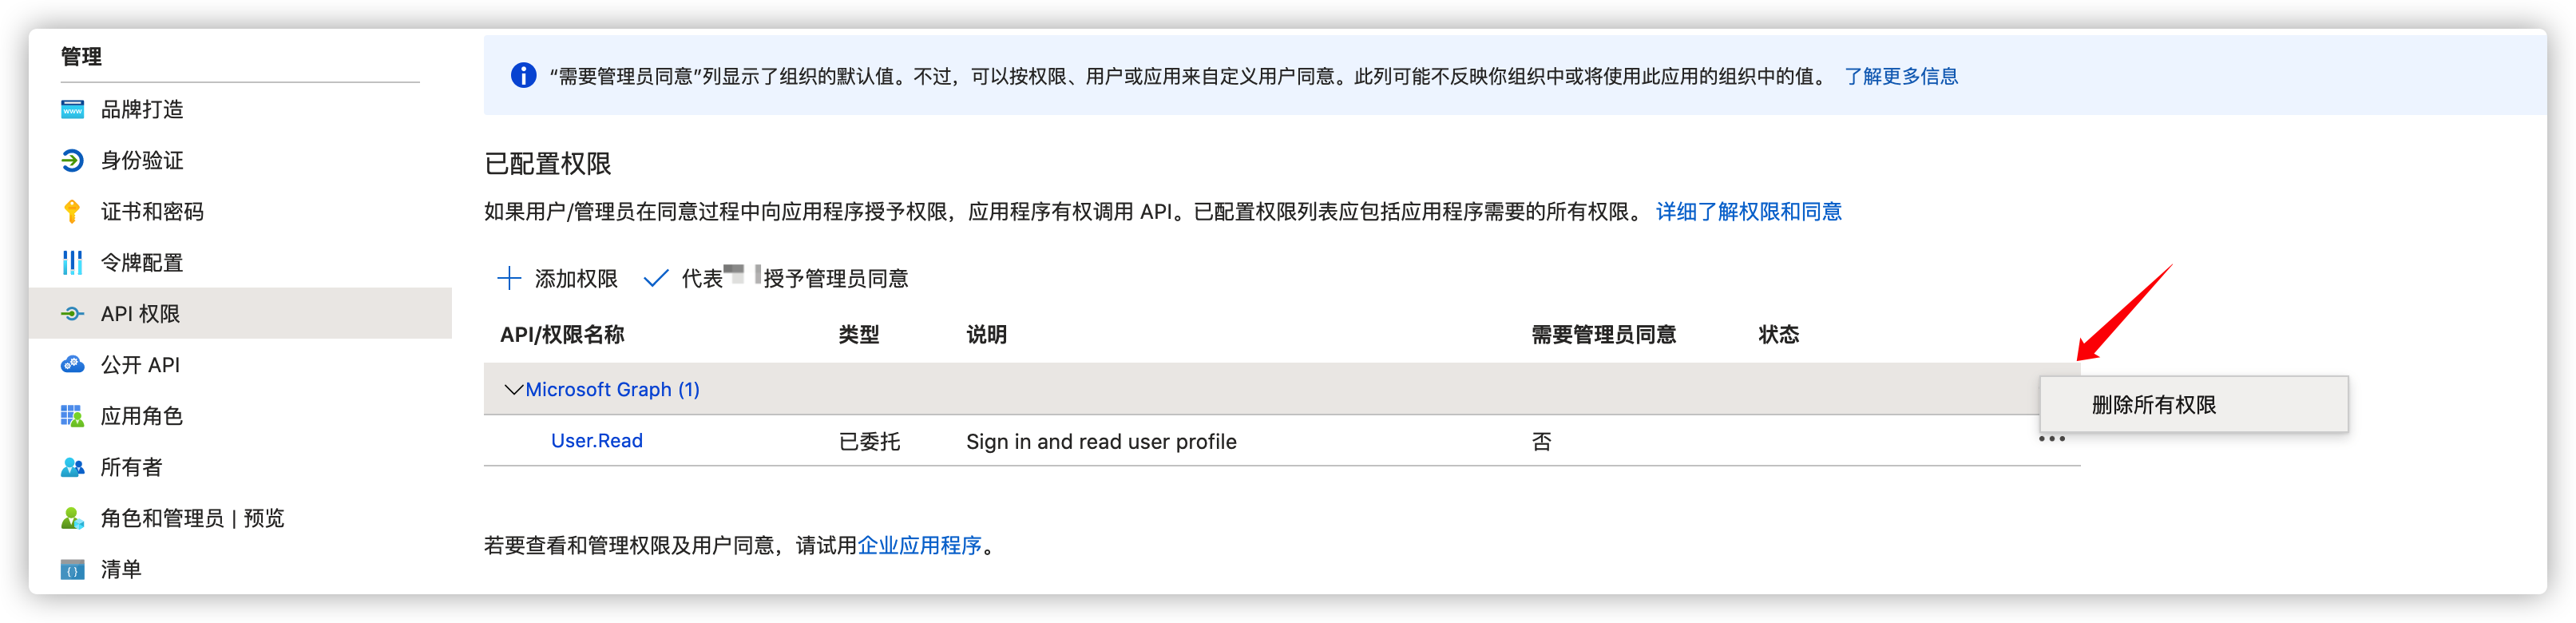 管理
品牌打造
身份验证
证书和密码
令牌配置
API 权限
公开 API
应用角色
所有者
角色和管理员 | 预览
清单
“需要管理员同意”列显示了组织的默认值。不过，可以按权限、用户或应用来自定义用户同意。此列可能不反映你组织中或将使用此应用的组织中的值。 了解更多信息
已配置权限
如果用户/管理员在同意过程中向应用程序授予权限，应用程序有权调用 API。已配置权限列表应包括应用程序需要的所有权限。 详细了解权限和同意
添加权限 代表 授予管理员同意
API/权限名称 类型 说明 需要管理员同意 状态
Microsoft Graph (1)
删除所有权限
User.Read 已委托 Sign in and read user profile 否
若要查看和管理权限及用户同意，请试用企业应用程序。